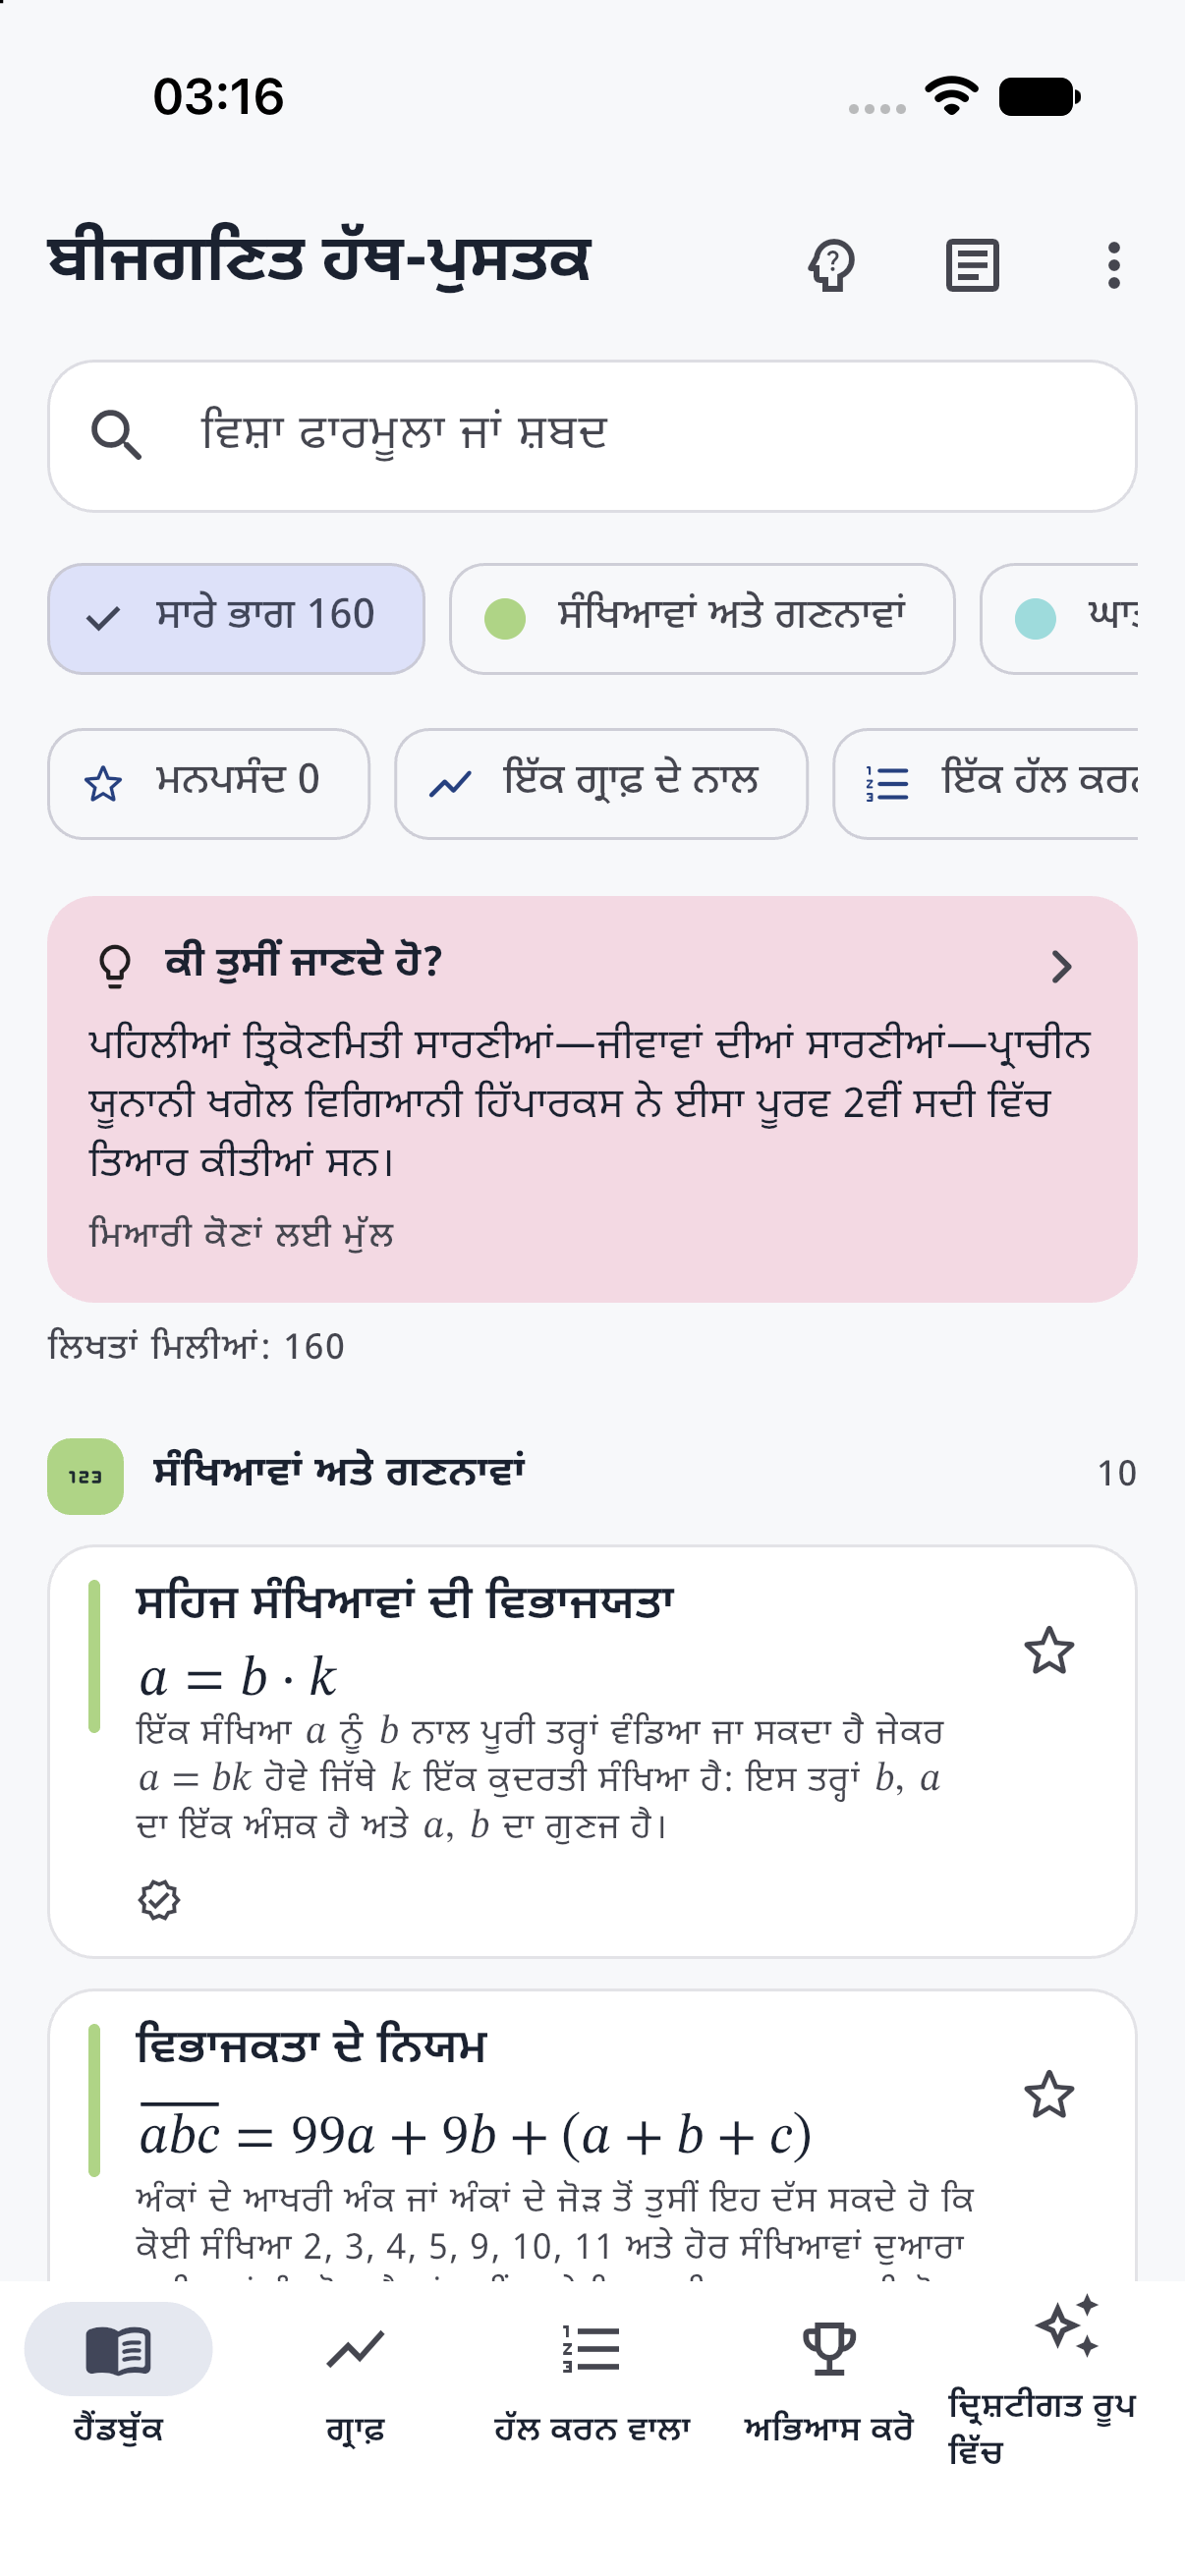 03:16
ਬੀਜਗਣਿਤ ਹੱਥ-ਪੁਸਤਕ
ਵਿਸ਼ਾ ਫਾਰਮੂਲਾ ਜਾਂ ਸ਼ਬਦ
ਸਾਰੇ ਭਾਗ 160
ਸੰਖਿਆਵਾਂ ਅਤੇ ਗਣਨਾਵਾਂ
ਮਨਪਸੰਦ 0
ਇੱਕ ਗ੍ਰਾਫ਼ ਦੇ ਨਾਲ
ਇੱਕ ਹੱਲ
ਕੀ ਤੁਸੀਂ ਜਾਣਦੇ ਹੋ?
ਪਹਿਲੀਆਂ ਤ੍ਰਿਕੋਣਮਿਤੀ ਸਾਰਣੀਆਂ—ਜੀਵਾਵਾਂ ਦੀਆਂ ਸਾਰਣੀਆਂ—ਪ੍ਰਾਚੀਨ
ਯੂਨਾਨੀ ਖਗੋਲ ਵਿਗਿਆਨੀ ਹਿੱਪਾਰਕਸ ਨੇ ਈਸਾ ਪੂਰਵ 2ਵੀਂ ਸਦੀ ਵਿੱਚ
ਤਿਆਰ ਕੀਤੀਆਂ ਸਨ।
ਮਿਆਰੀ ਕੋਣਾਂ ਲਈ ਮੁੱਲ
ਲਿਖਤਾਂ ਮਿਲੀਆਂ: 160
123 ਸੰਖਿਆਵਾਂ ਅਤੇ ਗਣਨਾਵਾਂ 10
ਸਹਿਜ ਸੰਖਿਆਵਾਂ ਦੀ ਵਿਭਾਜਯਤਾ
a = b · k
ਇੱਕ ਸੰਖਿਆ a ਨੂੰ b ਨਾਲ ਪੂਰੀ ਤਰ੍ਹਾਂ ਵੰਡਿਆ ਜਾ ਸਕਦਾ ਹੈ ਜੇਕਰ
a = bk ਹੋਵੇ ਜਿੱਥੇ k ਇੱਕ ਕੁਦਰਤੀ ਸੰਖਿਆ ਹੈ: ਇਸ ਤਰ੍ਹਾਂ b, a
ਦਾ ਇੱਕ ਅੰਸ਼ਕ ਹੈ ਅਤੇ a, b ਦਾ ਗੁਣਜ ਹੈ।
ਵਿਭਾਜਕਤਾ ਦੇ ਨਿਯਮ
a̅b̅c̅ = 99a + 9b + (a + b + c)
ਅੰਕਾਂ ਦੇ ਆਖਰੀ ਅੰਕ ਜਾਂ ਅੰਕਾਂ ਦੇ ਜੋੜ ਤੋਂ ਤੁਸੀਂ ਇਹ ਦੱਸ ਸਕਦੇ ਹੋ ਕਿ
ਕੋਈ ਸੰਖਿਆ 2, 3, 4, 5, 9, 10, 11 ਅਤੇ ਹੋਰ ਸੰਖਿਆਵਾਂ ਦੁਆਰਾ
ਹੈਂਡਬੁੱਕ
ਗ੍ਰਾਫ਼
ਹੱਲ ਕਰਨ ਵਾਲਾ
ਅਭਿਆਸ ਕਰੋ
ਦ੍ਰਿਸ਼ਟੀਗਤ ਰੂਪ
ਵਿੱਚ